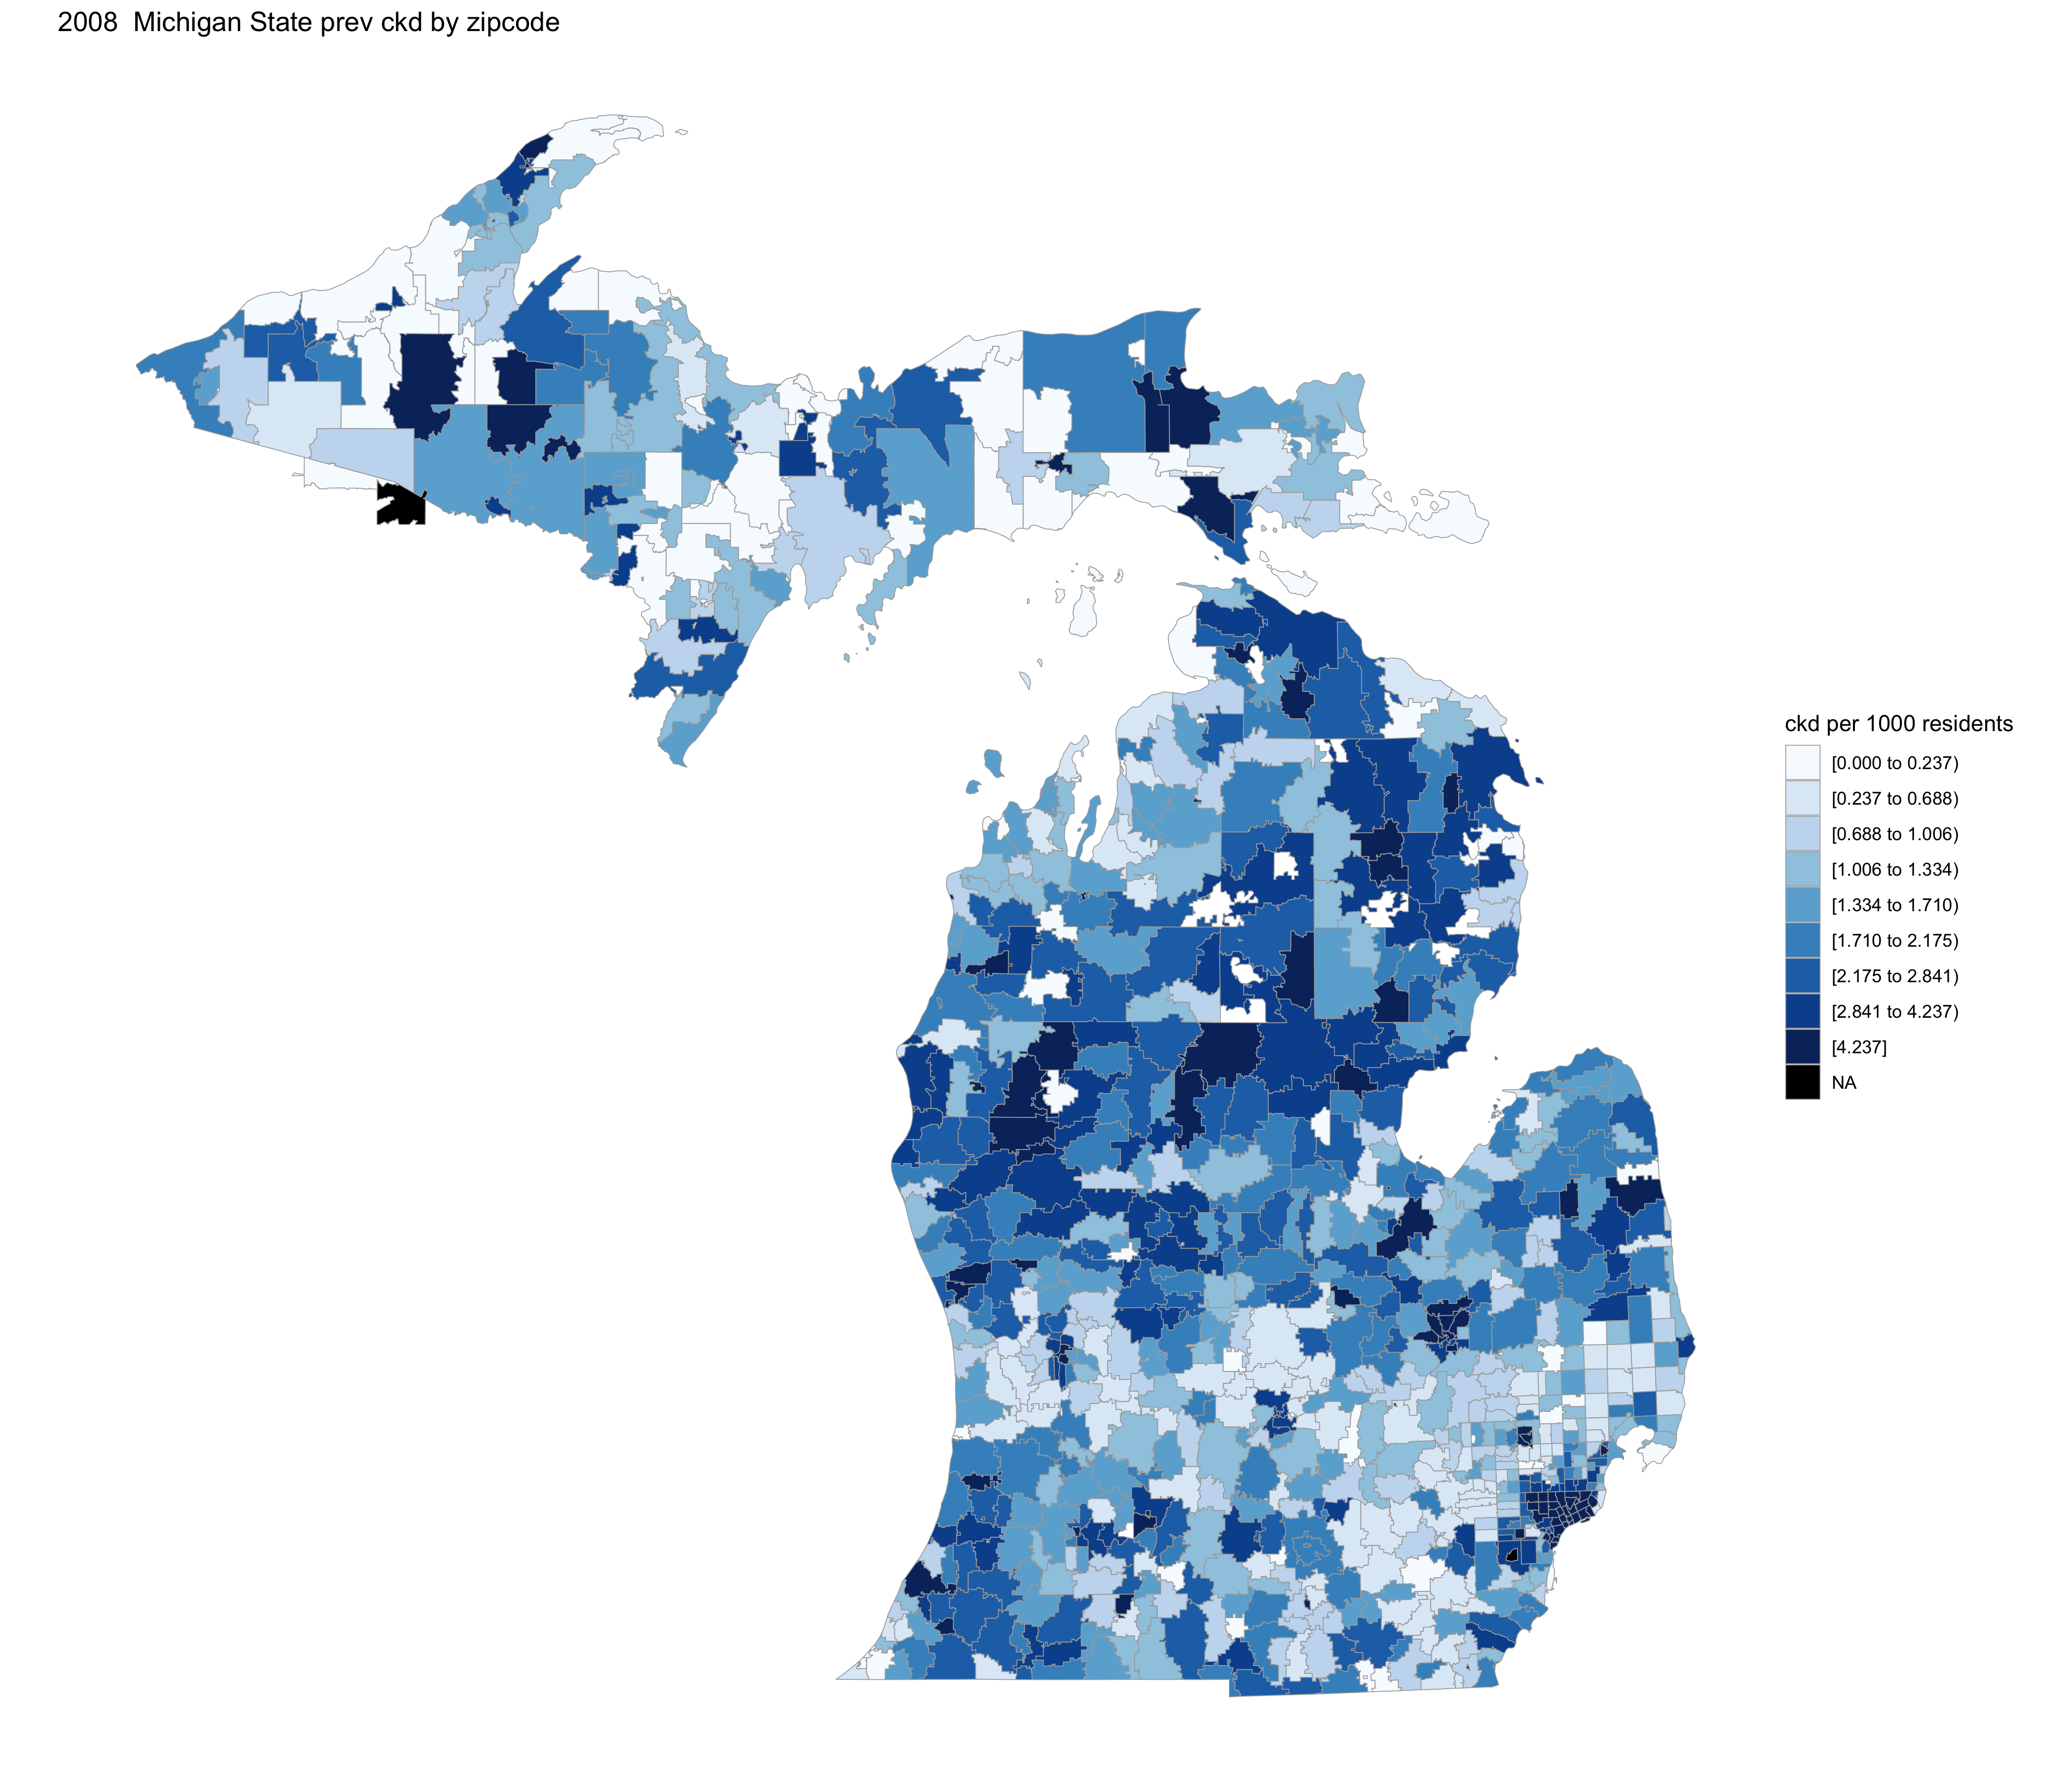 2008  Michigan State prev ckd by zipcode
ckd per 1000 residents
[0.000 to 0.237)
[0.237 to 0.688)
[0.688 to 1.006)
[1.006 to 1.334)
[1.334 to 1.710)
[1.710 to 2.175)
[2.175 to 2.841)
[2.841 to 4.237)
[4.237]
NA